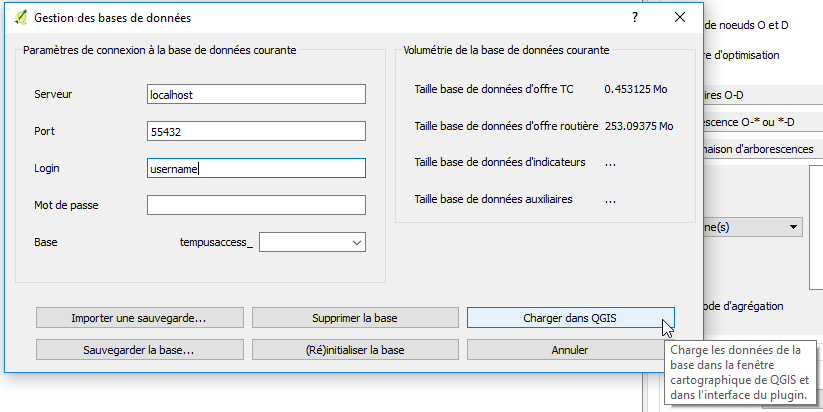 Gestion des bases de données
Paramètres de connexion à la base de données courante
Serveur localhost
Port 55432
Login username
Mot de passe
Base tempusaccess_
Volumétrie de la base de données courante
Taille base de données d'offre TC 0.453125 Mo
Taille base de données d'offre routière 253.09375 Mo
Taille base de données d'indicateurs ...
Taille base de données auxiliaires ...
Importer une sauvegarde... Supprimer la base Charger dans QGIS
Sauvegarder la base... (Ré)initialiser la base Annuler
Charge les données de la
base dans la fenêtre
cartographique de QGIS et
dans l'interface du plugin.
de noeuds O et D
e d'optimisation
ires O-D
escence O-* ou *-D
naison d'arborescences
ne(s)
ode d'agrégation